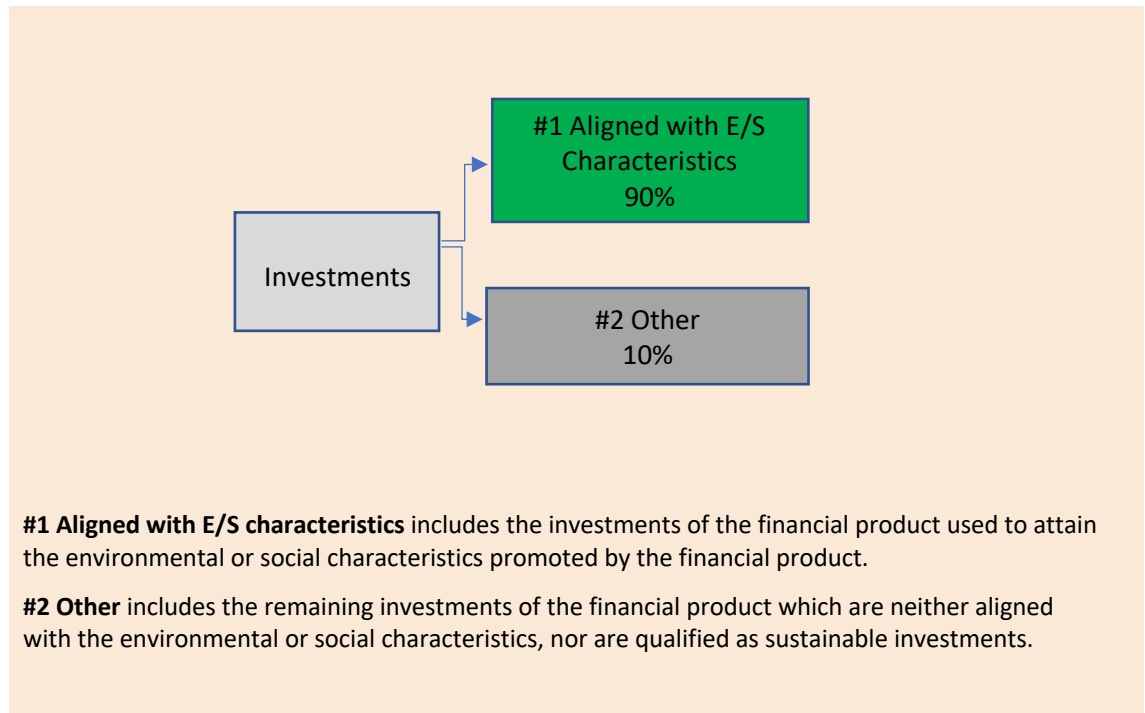 #1 Aligned with E/S
Characteristics
90%
Investments
#2 Other
10%
#1 Aligned with E/S characteristics includes the investments of the financial product used to attain
the environmental or social characteristics promoted by the financial product.
#2 Other includes the remaining investments of the financial product which are neither aligned
with the environmental or social characteristics, nor are qualified as sustainable investments.